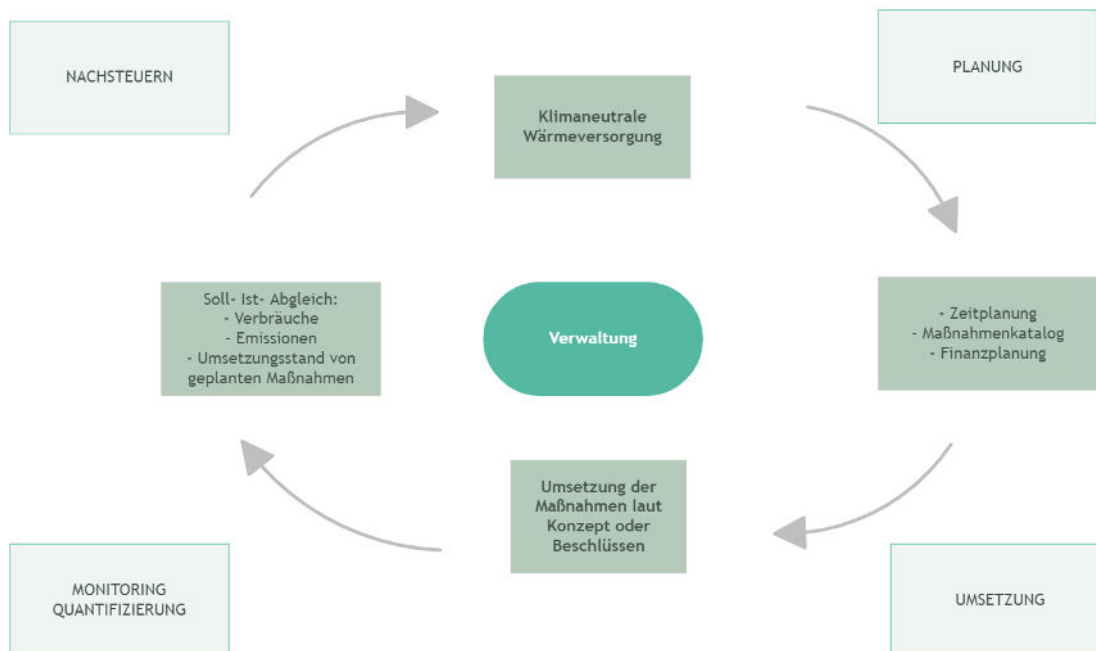 NACHSTEUERN
PLANUNG
Klimaneutrale
Wärmeversorgung
Soll- Ist- Abgleich:
- Verbräuche
- Emissionen
- Umsetzungsstand von
geplanten Maßnahmen
Verwaltung
- Zeitplanung
- Maßnahmenkatalog
- Finanzplanung
Umsetzung der
Maßnahmen laut
Konzept oder
Beschlüssen
MONITORING
QUANTIFIZIERUNG
UMSETZUNG